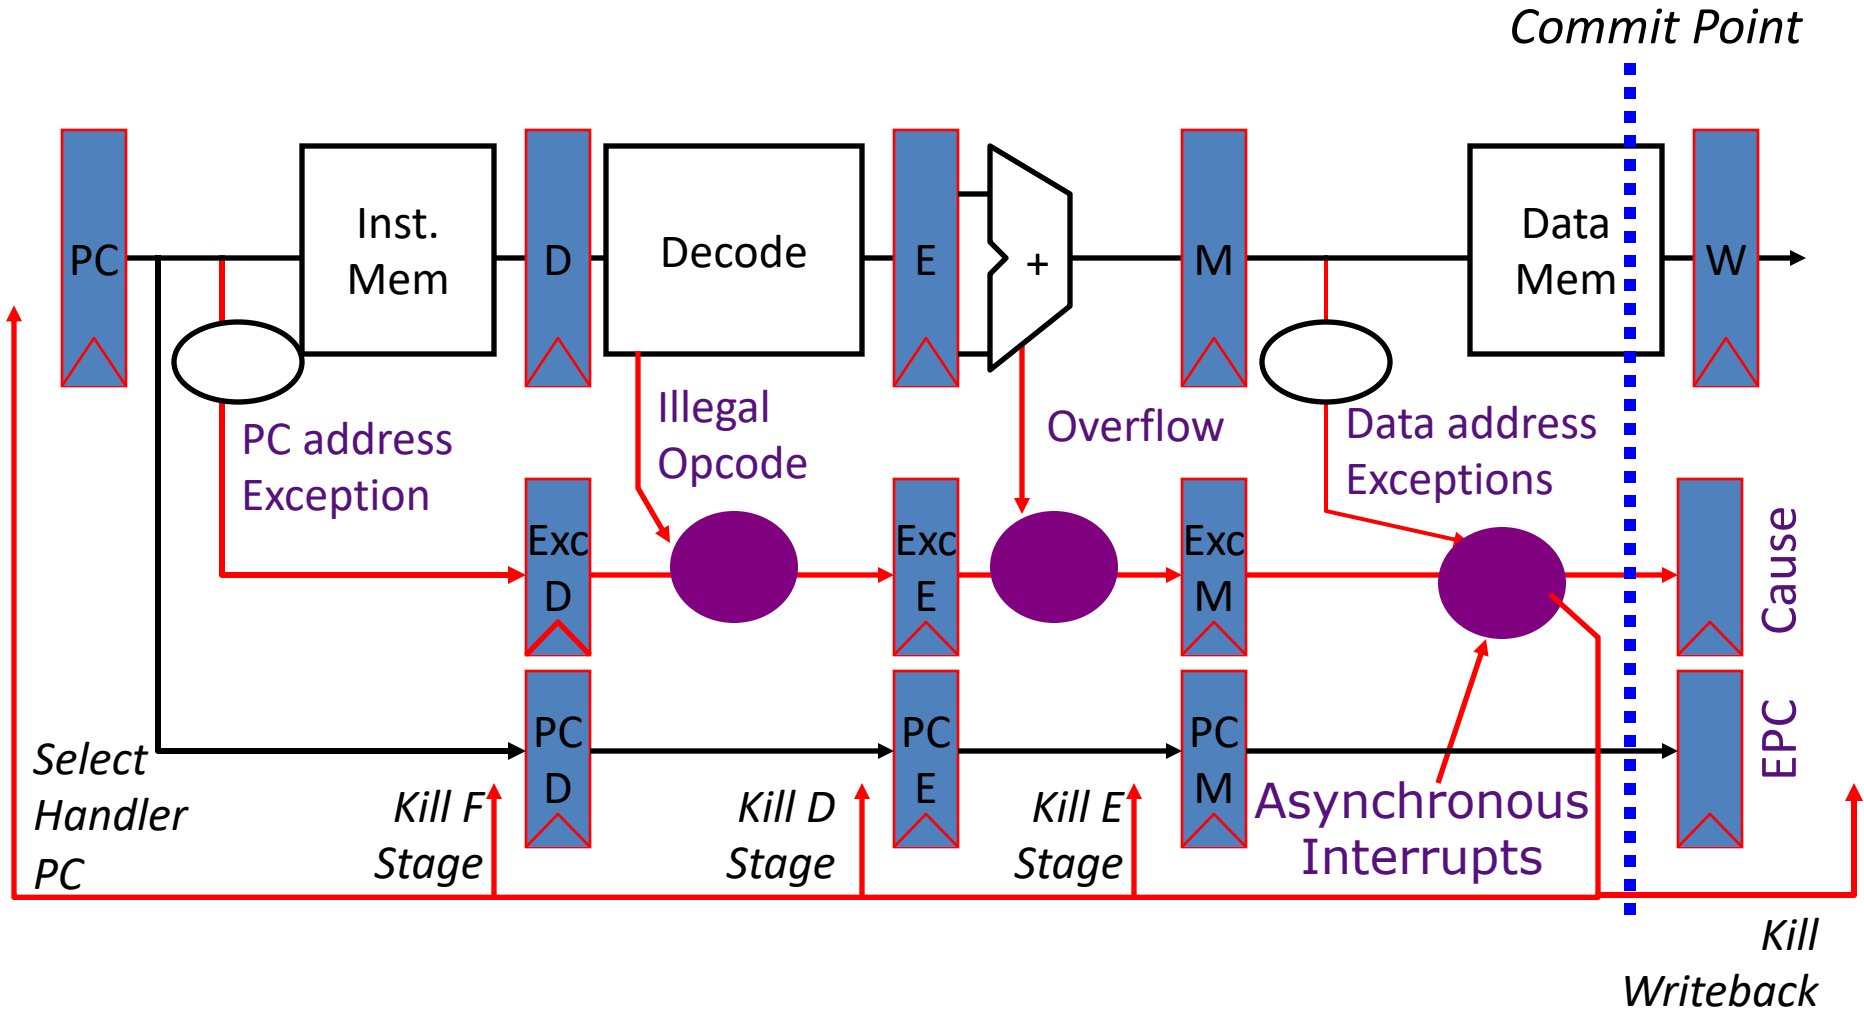 Commit Point
PC
Inst.
Mem
D
Decode
E
+
M
Data
Mem
W
PC address
Exception
Illegal
Opcode
Overflow
Data address
Exceptions
Exc
D
Exc
E
Exc
M
Cause
PC
D
PC
E
PC
M
EPC
Select
Handler
PC
Kill F
Stage
Kill D
Stage
Kill E
Stage
Asynchronous
Interrupts
Kill
Writeback